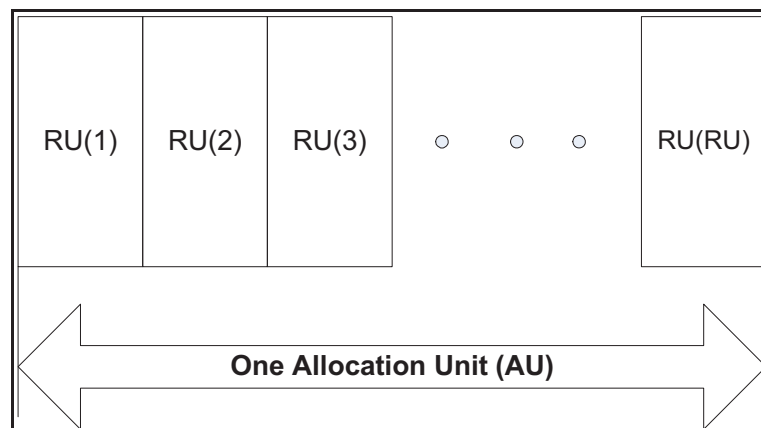 RU(1) RU(2) RU(3) RU(RU)
One Allocation Unit (AU)